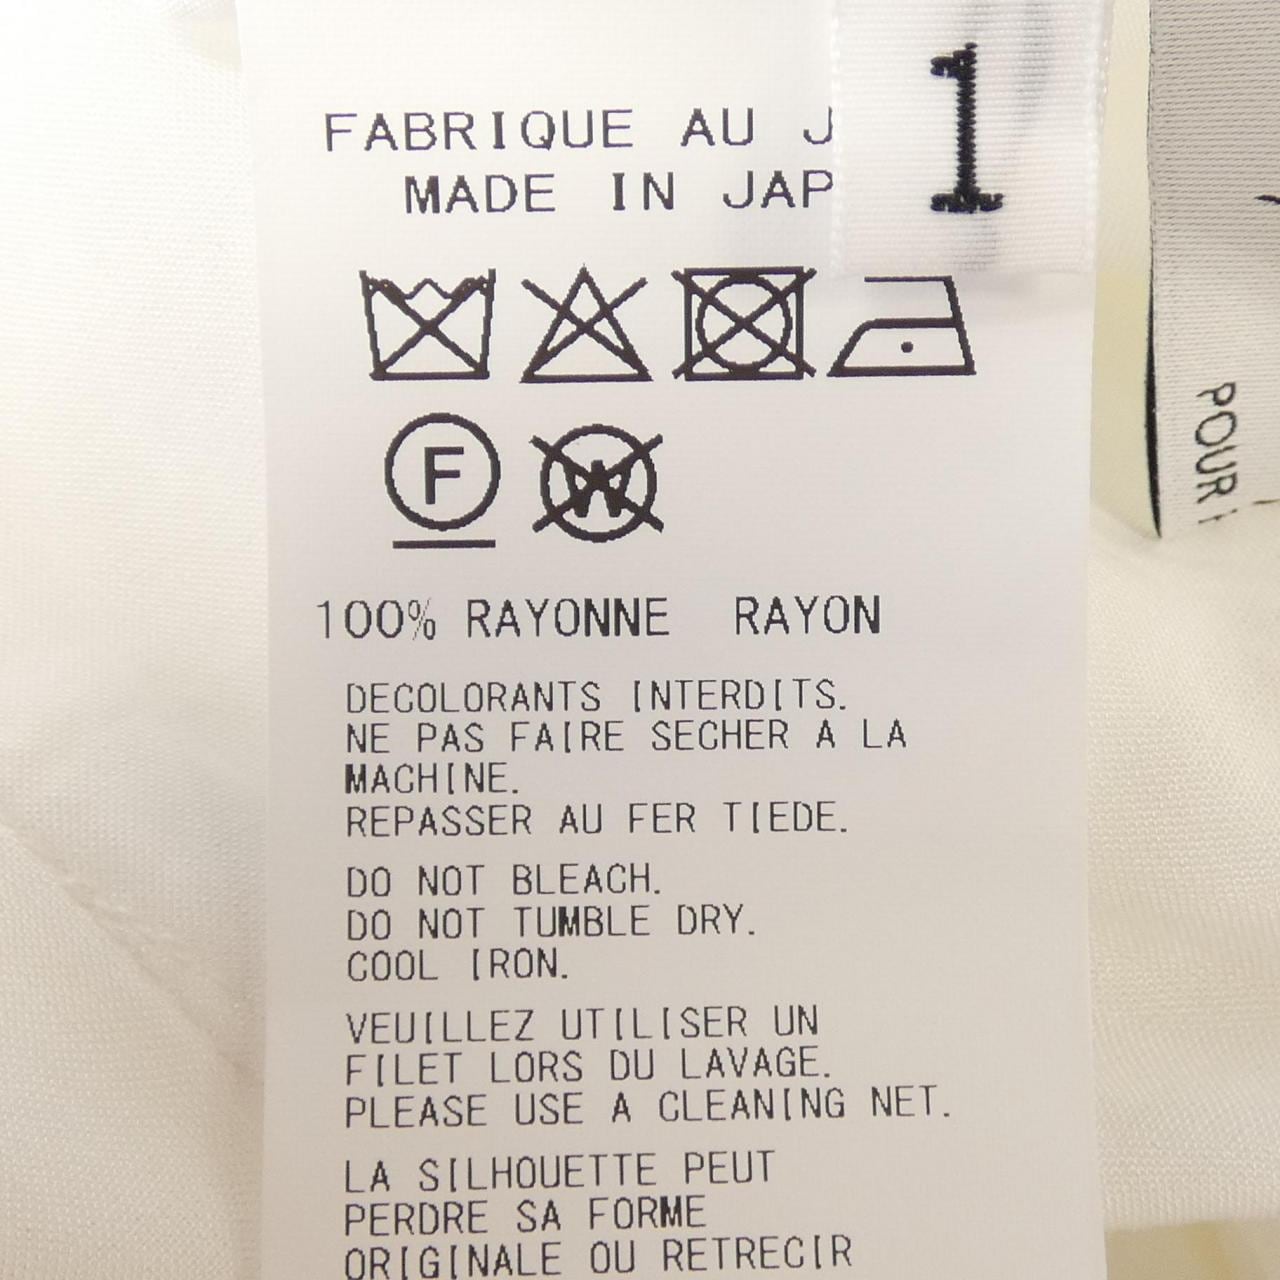 FABRIQUE AU J
MADE IN JAP
1
F
W
100% RAYONNE RAYON
DECOLORANTS INTERDITS.
NE PAS FAIRE SECHER A LA
MACHINE.
REPASSER AU FER TIEDE.
DO NOT BLEACH.
DO NOT TUMBLE DRY.
COOL IRON.
VEUILLEZ UTILISER UN
FILET LORS DU LAVAGE.
PLEASE USE A CLEANING NET.
LA SILHOUETTE PEUT
PERDRE SA FORME
ORIGINALE OU RETRECIR
POUR